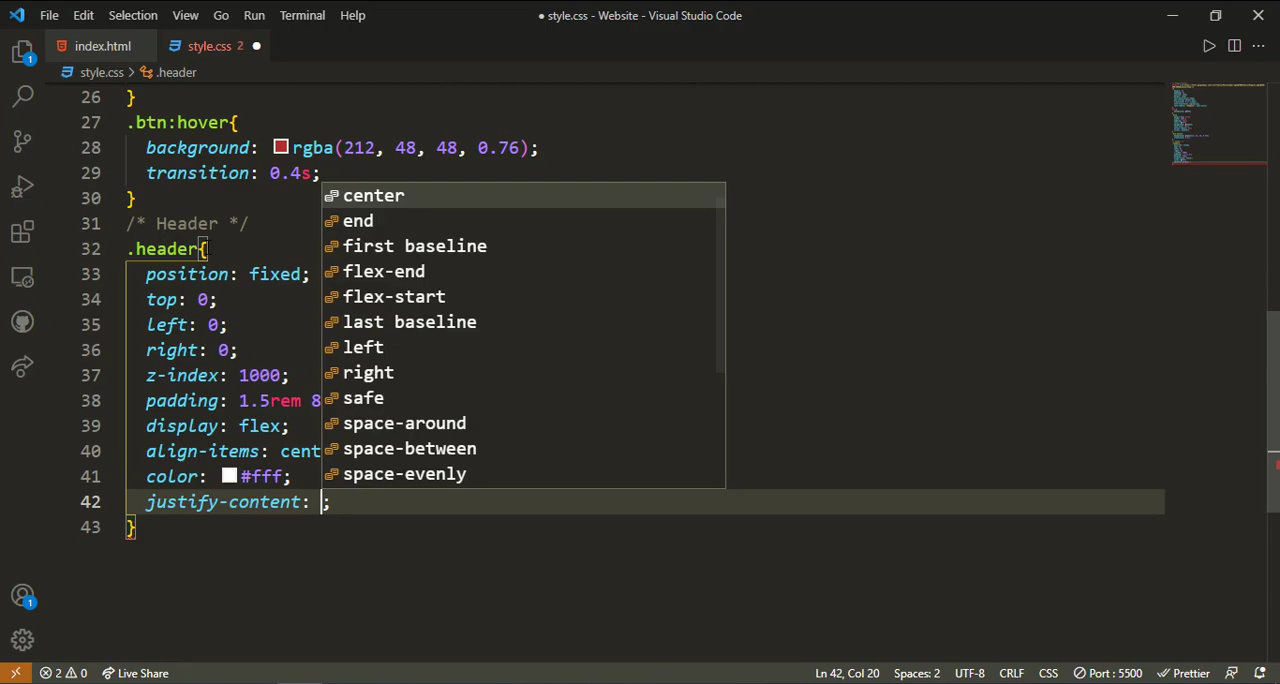 File Edit Selection View Go Run Terminal Help
● style.css - Website - Visual Studio Code
index.html
style.css 2 ●
style.css > .header
26 }
27 .btn:hover{
28 background: rgba(212, 48, 48, 0.76);
29 transition: 0.4s;
30 }
31 /* Header */
32 .header{
33 position: fixed;
34 top: 0;
35 left: 0;
36 right: 0;
37 z-index: 1000;
38 padding: 1.5rem 8
39 display: flex;
40 align-items: cent
41 color: #fff;
42 justify-content: ;
43 }
center
end
first baseline
flex-end
flex-start
last baseline
left
right
safe
space-around
space-between
space-evenly
1
1
2 0
Live Share
Ln 42, Col 20
Spaces: 2
UTF-8
CRLF
CSS
Port : 5500
Prettier